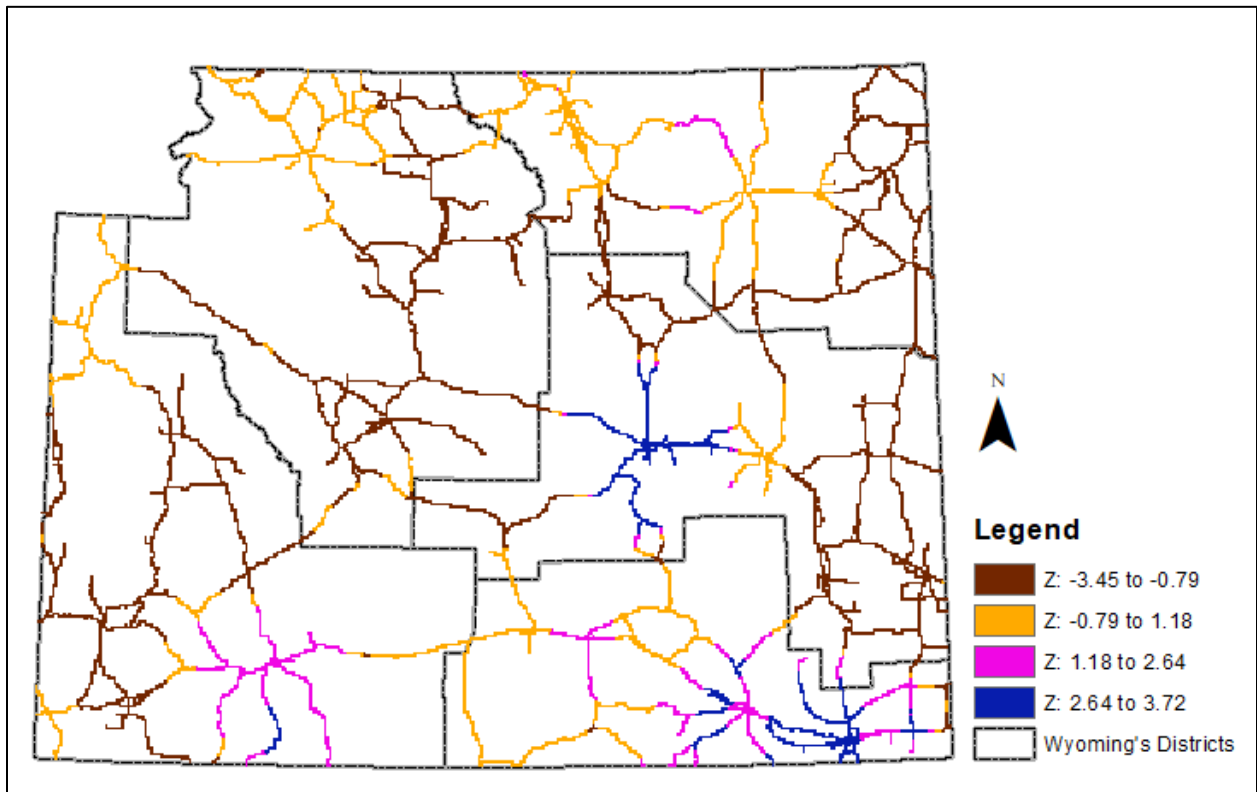 N
Legend
Z: -3.45 to -0.79
Z: -0.79 to 1.18
Z: 1.18 to 2.64
Z: 2.64 to 3.72
Wyoming's Districts